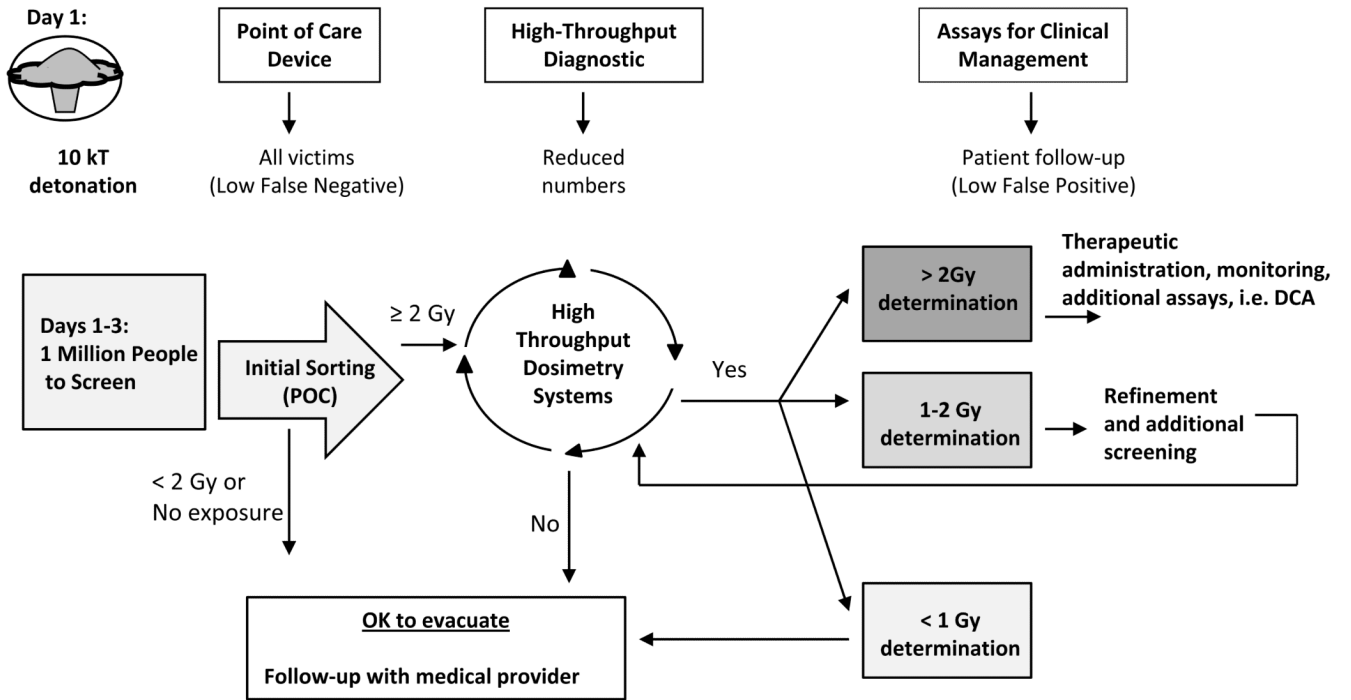 Day 1:
10 kT
detonation
Point of Care
Device
All victims
(Low False Negative)
High-Throughput
Diagnostic
Reduced
numbers
Assays for Clinical
Management
Patient follow-up
(Low False Positive)
Days 1-3:
1 Million People
to Screen
Initial Sorting
(POC)
≥ 2 Gy
High
Throughput
Dosimetry
Systems
Yes
> 2Gy
determination
Therapeutic
administration, monitoring,
additional assays, i.e. DCA
1-2 Gy
determination
Refinement
and additional
screening
< 2 Gy or
No exposure
No
< 1 Gy
determination
OK to evacuate
Follow-up with medical provider